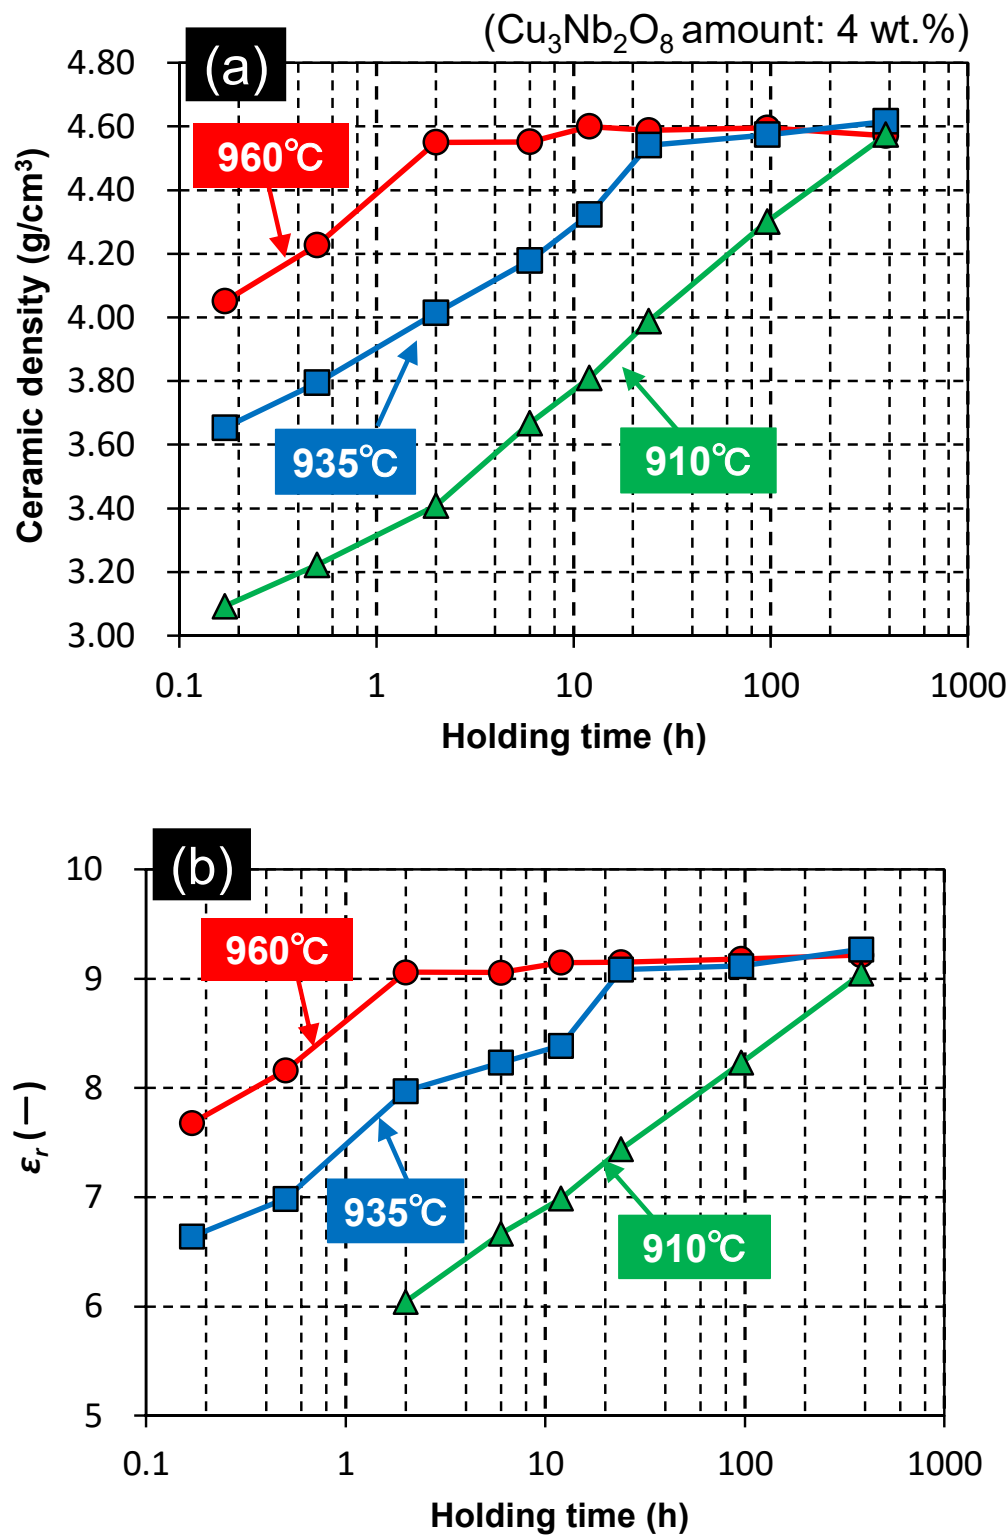 (Cu₃Nb₂O₈ amount: 4 wt.%)
(a)
4.80
4.60
4.40
4.20
4.00
3.80
3.60
3.40
3.20
3.00
Ceramic density (g/cm³)
960℃
935℃
910℃
0.1 1 10 100 1000
Holding time (h)
(b)
10
9
8
7
6
5
εr (—)
960℃
935℃
910℃
0.1 1 10 100 1000
Holding time (h)